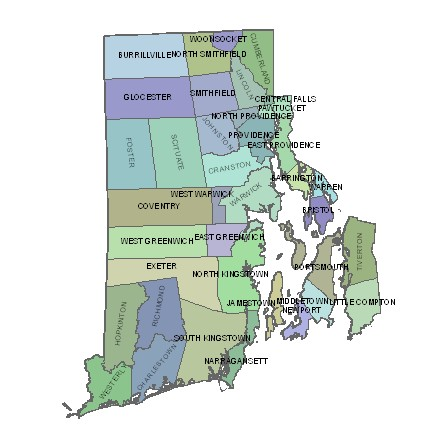 WOONSOCKET
BURRILLVILLE
NORTH SMITHFIELD
CUMBERLAND
LINCOLN
GLOCESTER
SMITHFIELD
CENTRAL FALLS
PAWTUCKET
NORTH PROVIDENCE
JOHNSTON
PROVIDENCE
EAST PROVIDENCE
FOSTER
SCITUATE
CRANSTON
BARRINGTON
WARREN
WEST WARWICK
WARWICK
COVENTRY
BRISTOL
WEST GREENWICH
EAST GREENWICH
TIVERTON
EXETER
PORTSMOUTH
NORTH KINGSTOWN
HOPKINTON
RICHMOND
JAMESTOWN
MIDDLETOWN
LITTLE COMPTON
NEWPORT
SOUTH KINGSTOWN
NARRAGANSETT
CHARLESTOWN
WESTERL